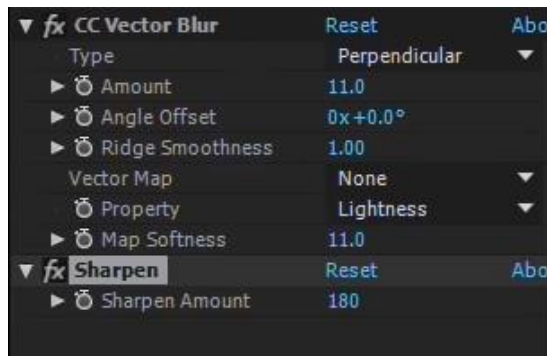 fx CC Vector Blur Reset Abo
Type Perpendicular
Amount 11.0
Angle Offset 0x+0.0°
Ridge Smoothness 1.00
Vector Map None
Property Lightness
Map Softness 11.0
fx Sharpen Reset Abo
Sharpen Amount 180